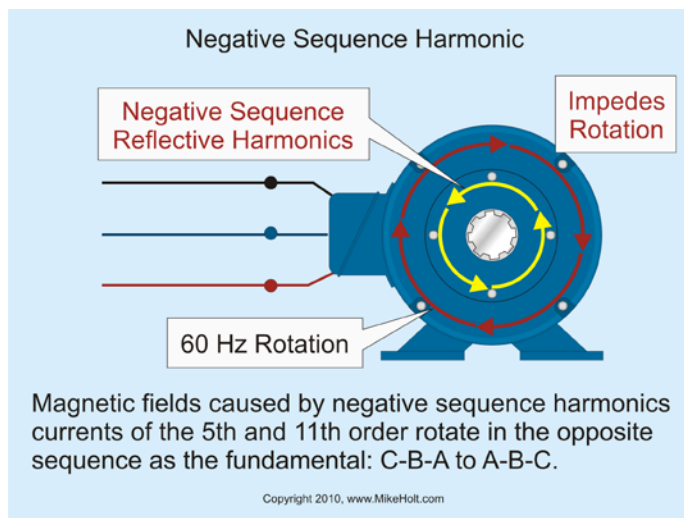 Negative Sequence Harmonic
Negative Sequence
Reflective Harmonics
Impedes
Rotation
60 Hz Rotation
Magnetic fields caused by negative sequence harmonics
currents of the 5th and 11th order rotate in the opposite
sequence as the fundamental: C-B-A to A-B-C.
Copyright 2010, www.MikeHolt.com